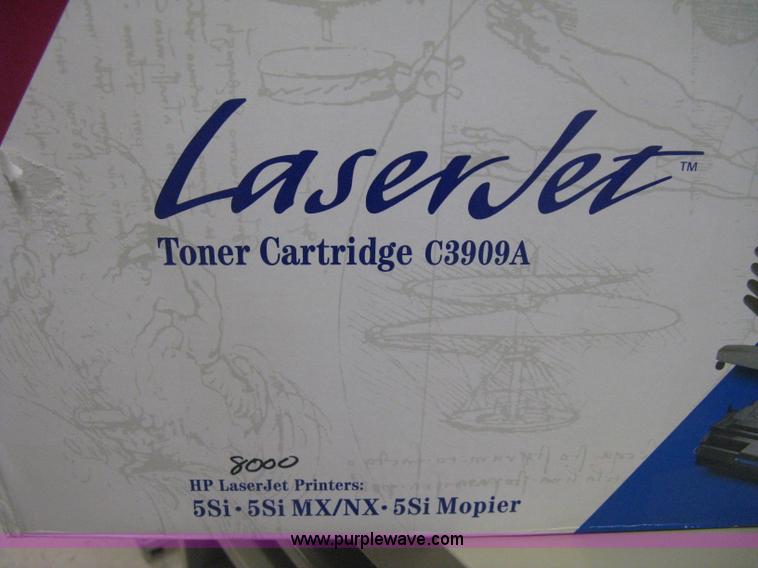 LaserJet™
Toner Cartridge C3909A
8000
HP LaserJet Printers:
5Si · 5Si MX/NX · 5Si Mopier
www.purplewave.com